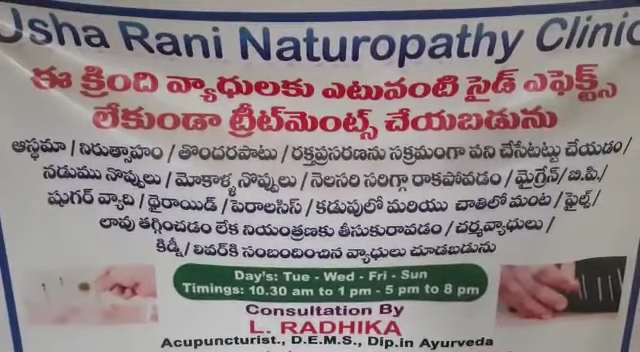 Usha Rani Naturopathy Clinic
ఈ క్రింది వ్యాధులకు ఎటువంటి సైడ్ ఎఫెక్ట్స్
లేకుండా ట్రీట్‌మెంట్స్ చేయబడును
ఆస్థమా / నిరుత్సాహం / తొందరపాటు / రక్తప్రసరణను సక్రమంగా పని చేసేటట్టు చేయడం/
నడుము నొప్పులు / మోకాళ్ళ నొప్పులు / నెలసరి సరిగ్గా రాకపోవడం / మైగ్రేన్/ బి.పి/
షుగర్ వ్యాది / థైరాయిడ్ / పెరాలసిస్ / కడుపులో మరియు చాతిలో మంట / ఫైల్స్/
లావు తగ్గించడం లేక నియంత్రణకు తీసుకురావడం / చర్మవ్యాధులు /
కిడ్నీ/ లివర్‌కి సంబందించిన వ్యాధులు చూడబడును
Day's: Tue - Wed - Fri - Sun
Timings: 10.30 am to 1 pm - 5 pm to 8 pm
Consultation By
L. RADHIKA
Acupuncturist., D.E.M.S., Dip.in Ayurveda